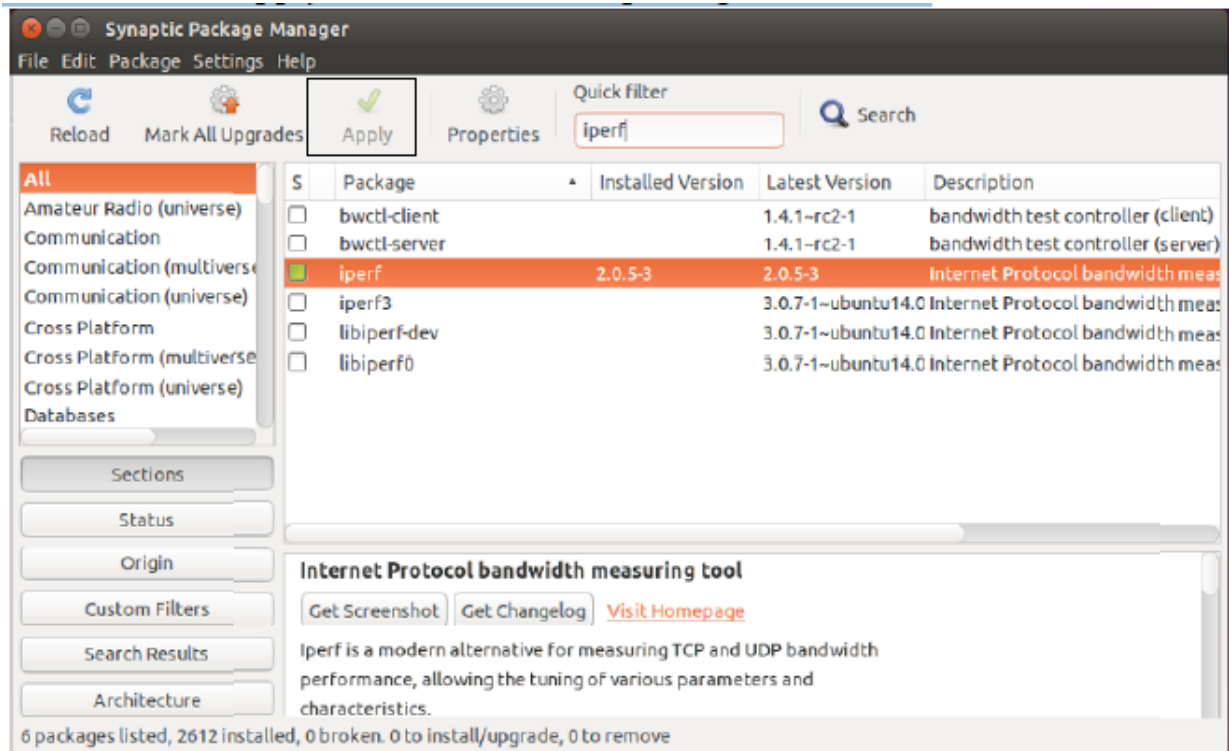 Synaptic Package Manager
File Edit Package Settings Help
Reload
Mark All Upgrades
Apply
Properties
Quick filter
iperf
Search
All
Amateur Radio (universe)
Communication
Communication (multiverse
Communication (universe)
Cross Platform
Cross Platform (multiverse
Cross Platform (universe)
Databases
S Package Installed Version Latest Version Description
bwctl-client 1.4.1~rc2-1 bandwidth test controller (client)
bwctl-server 1.4.1~rc2-1 bandwidth test controller (server)
iperf 2.0.5-3 2.0.5-3 Internet Protocol bandwidth meas
iperf3 3.0.7-1~ubuntu14.0 Internet Protocol bandwidth meas
libiperf-dev 3.0.7-1~ubuntu14.0 Internet Protocol bandwidth meas
libiperf0 3.0.7-1~ubuntu14.0 Internet Protocol bandwidth meas
Sections
Status
Origin
Custom Filters
Search Results
Architecture
Internet Protocol bandwidth measuring tool
Get Screenshot Get Changelog Visit Homepage
Iperf is a modern alternative for measuring TCP and UDP bandwidth
performance, allowing the tuning of various parameters and
characteristics.
6 packages listed, 2612 installed, 0 broken. 0 to install/upgrade, 0 to remove